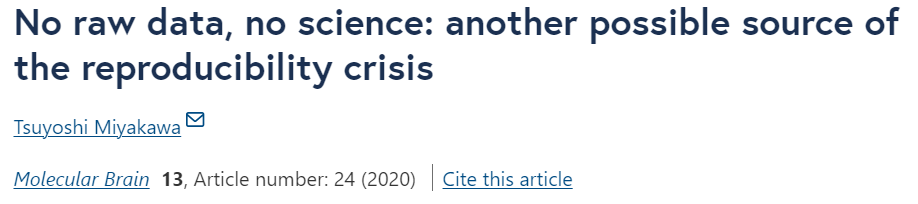 No raw data, no science: another possible source of
the reproducibility crisis
Tsuyoshi Miyakawa
Molecular Brain 13, Article number: 24 (2020) Cite this article